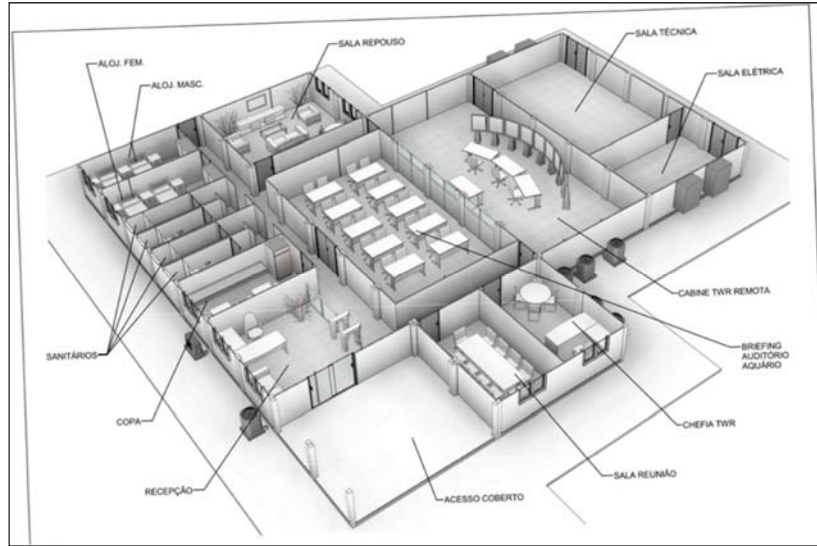 SALA TÉCNICA
SALA REPOUSO
ALOJ. FEM.
SALA ELÉTRICA
ALOJ. MASC.
CABINE TWR REMOTA
BRIEFING
AUDITÓRIO
AQUÁRIO
SANITÁRIOS
COPA
CHEFIA TWR
SALA REUNIÃO
RECEPÇÃO
ACESSO COBERTO